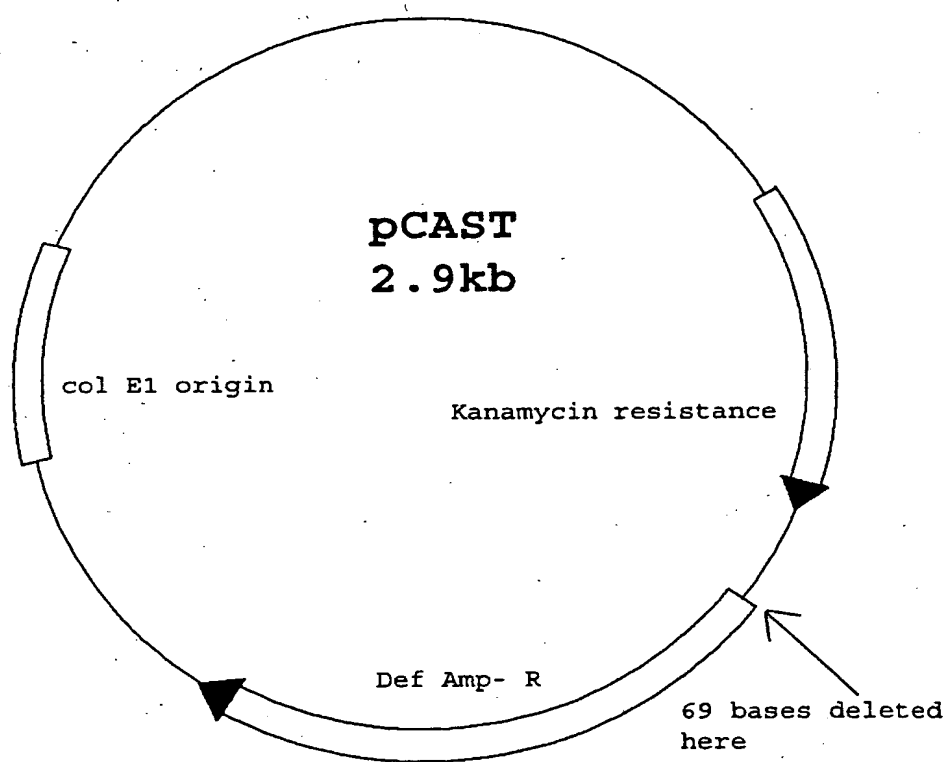 pCAST
2.9kb
col E1 origin
Kanamycin resistance
Def Amp- R
69 bases deleted
here